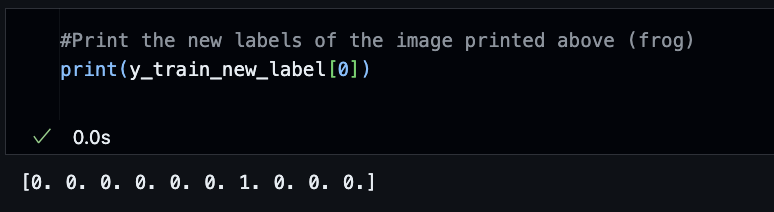 #Print the new labels of the image printed above (frog)
print(y_train_new_label[0])
0.0s
[0. 0. 0. 0. 0. 0. 1. 0. 0. 0.]